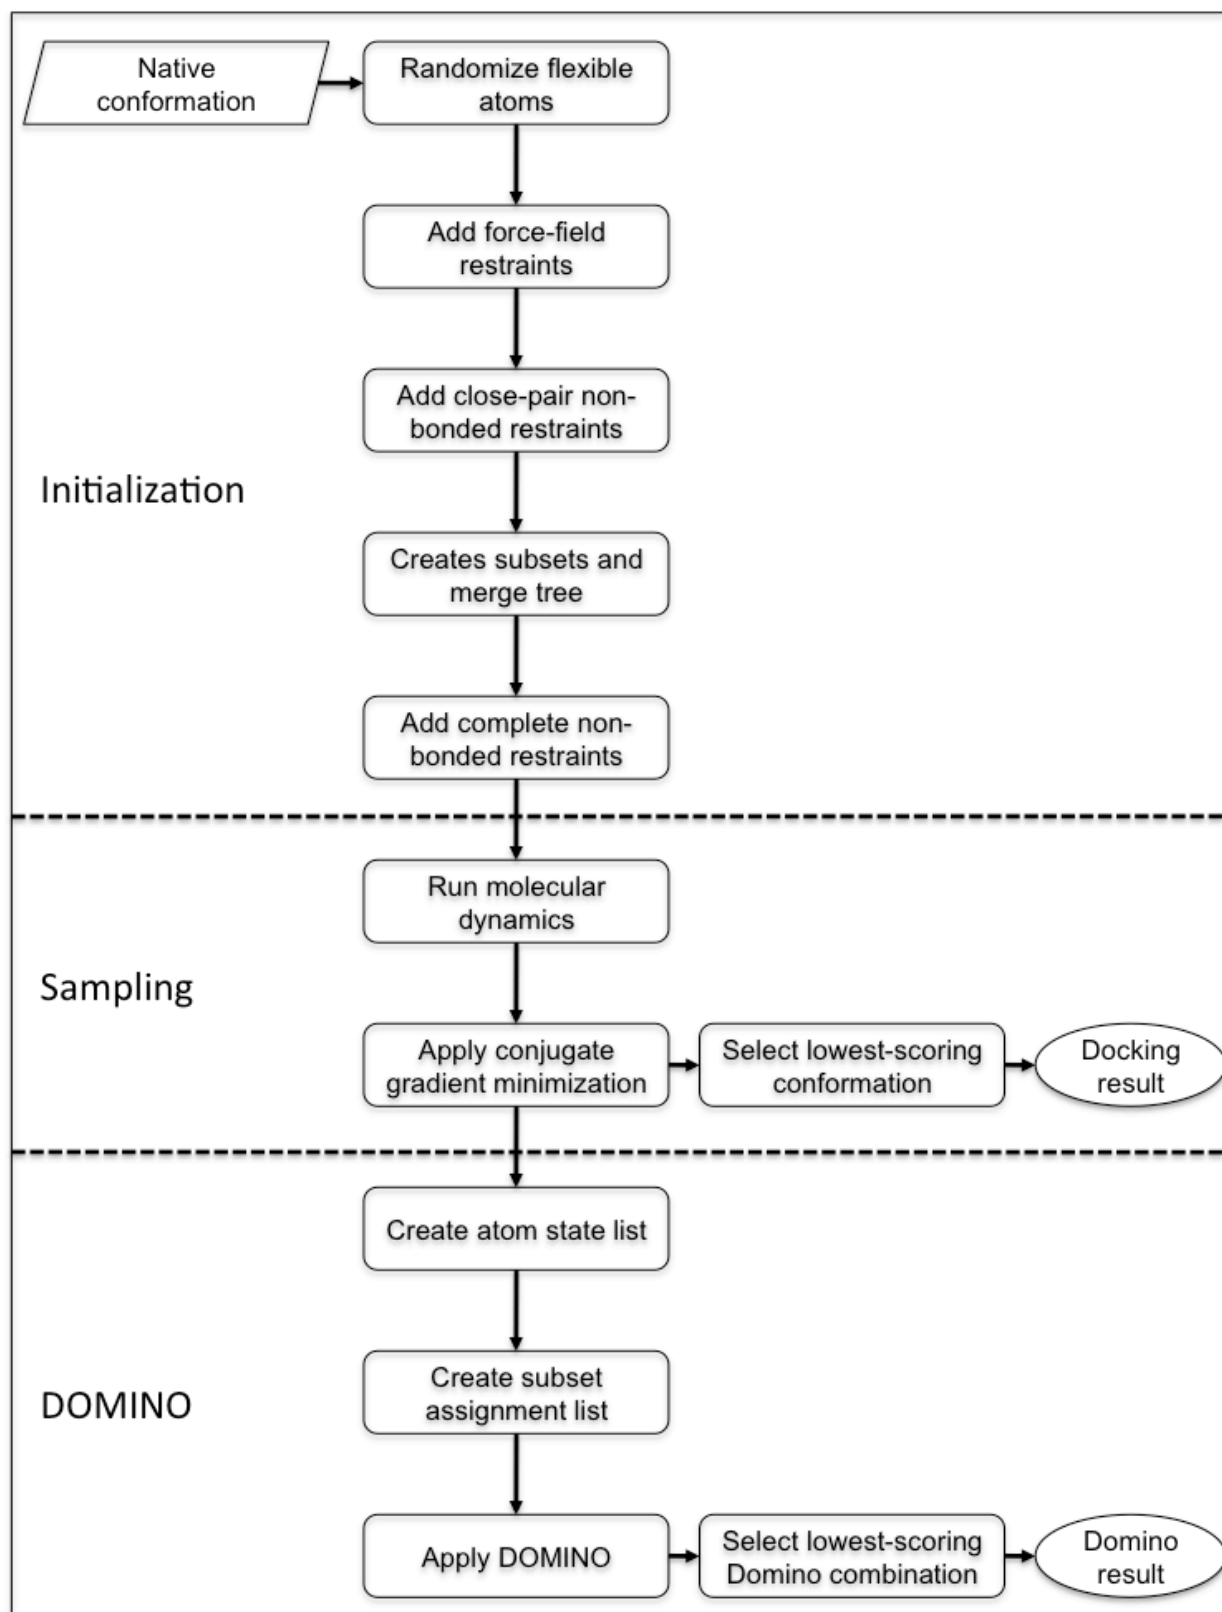 Native
conformation
Randomize flexible
atoms
Add force-field
restraints
Add close-pair non-
bonded restraints
Initialization
Creates subsets and
merge tree
Add complete non-
bonded restraints
Run molecular
dynamics
Sampling
Apply conjugate
gradient minimization
Select lowest-scoring
conformation
Docking
result
Create atom state list
Create subset
assignment list
DOMINO
Apply DOMINO
Select lowest-scoring
Domino combination
Domino
result